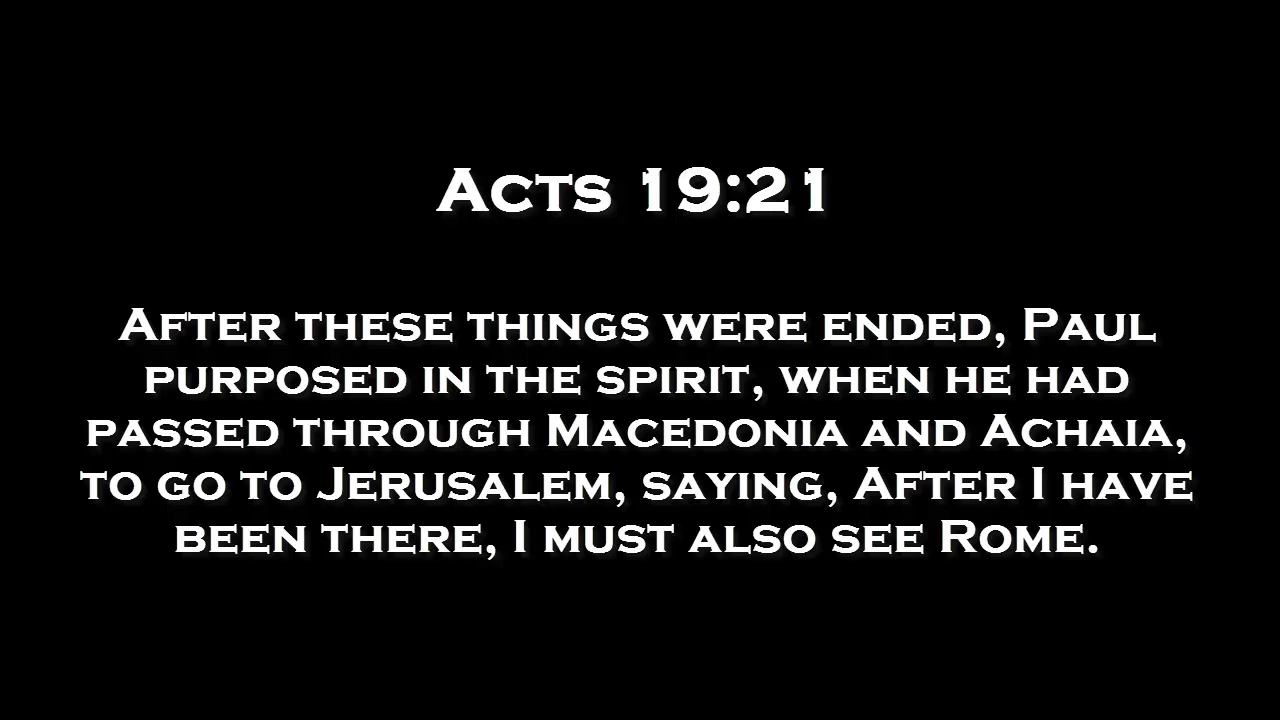 Acts 19:21
After these things were ended, Paul
purposed in the spirit, when he had
passed through Macedonia and Achaia,
to go to Jerusalem, saying, After I have
been there, I must also see Rome.